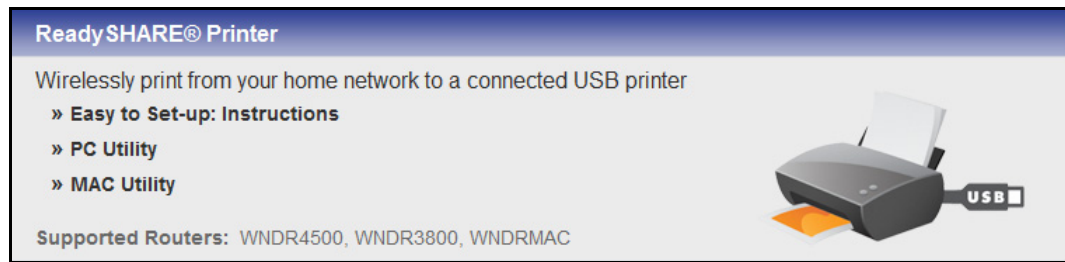 ReadySHARE® Printer
Wirelessly print from your home network to a connected USB printer
» Easy to Set-up: Instructions
» PC Utility
» MAC Utility
USB
Supported Routers: WNDR4500, WNDR3800, WNDRMAC